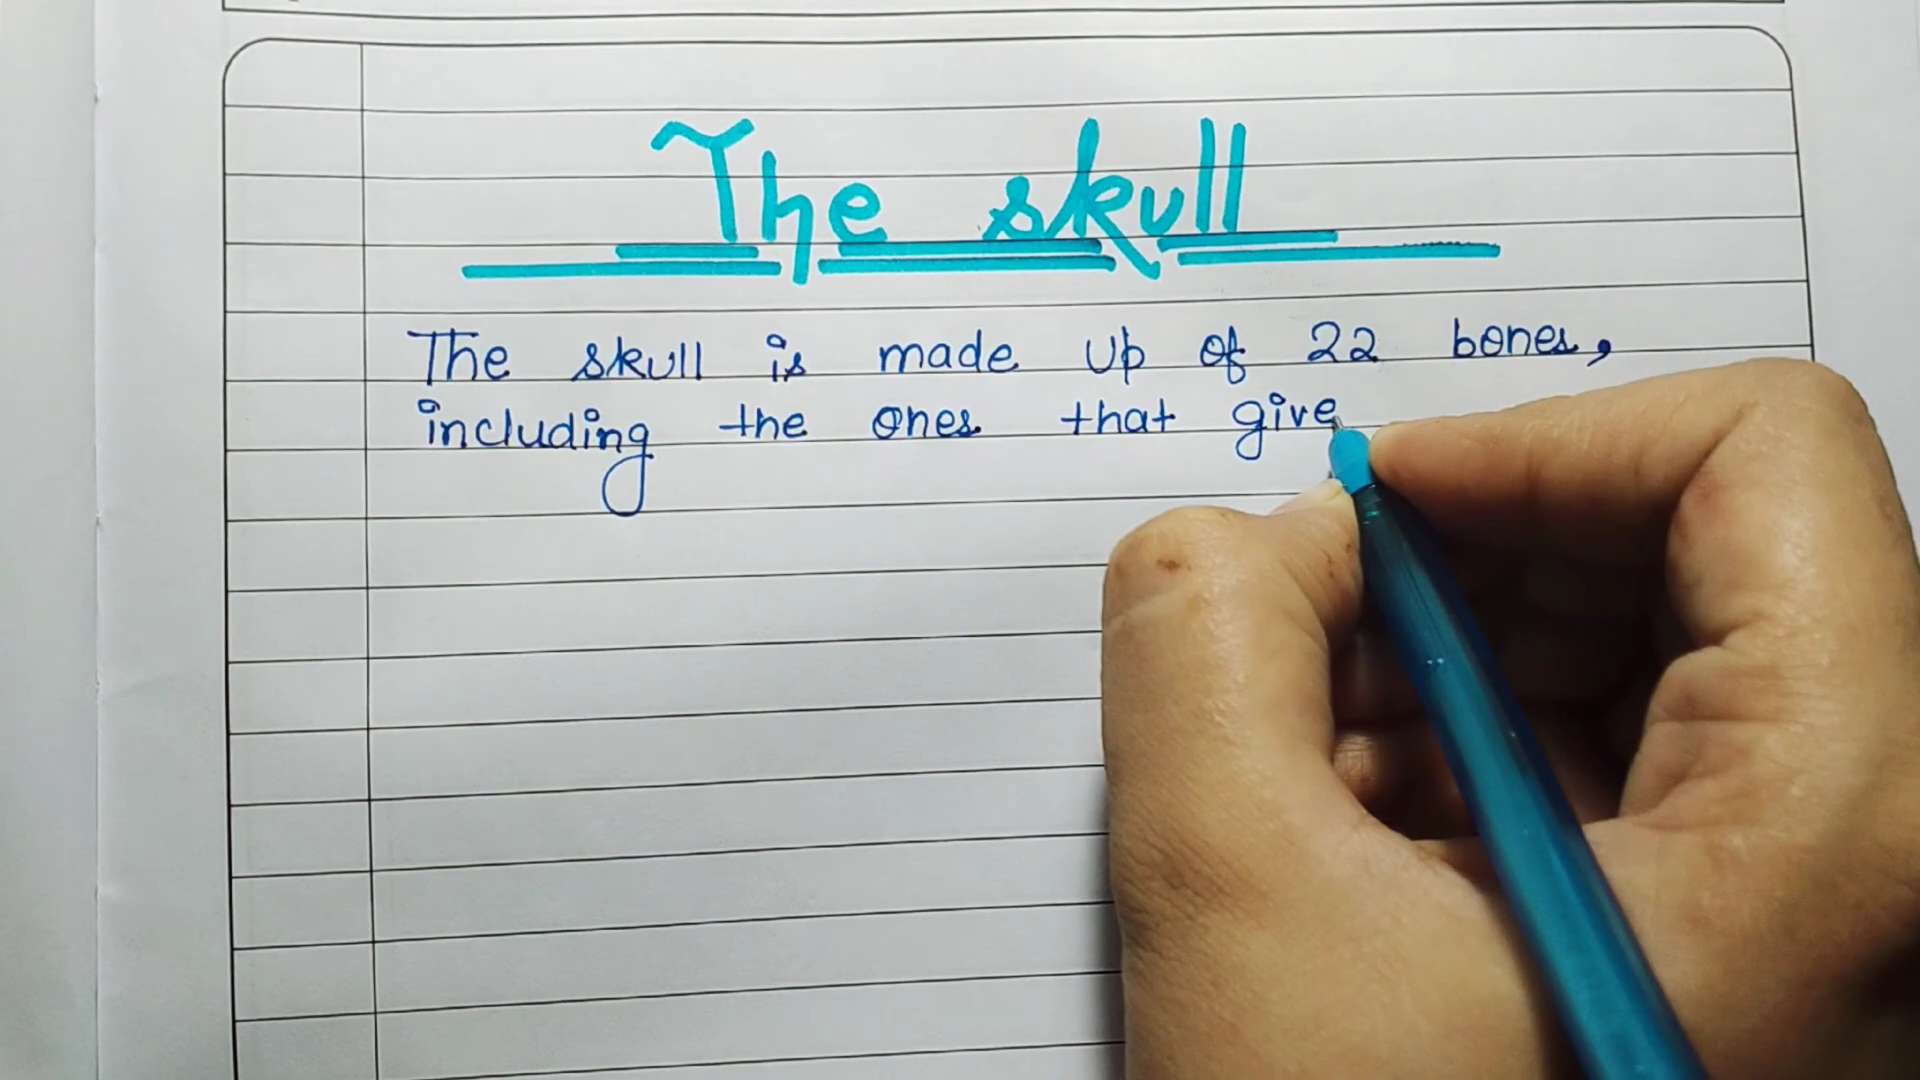 The skull
The skull is made up of 22 bones,
including the ones that give